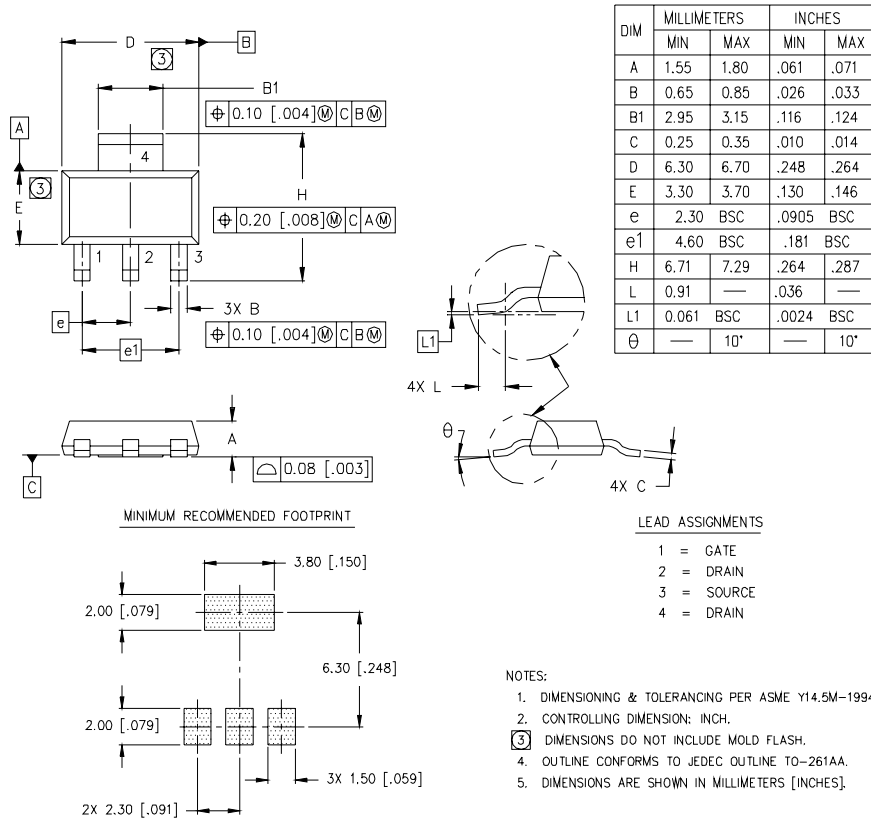 D
B
3
B1
⌖ 0.10 [.004]Ⓜ C BⓂ
A
4
3
E
H
⌖ 0.20 [.008]Ⓜ C AⓂ
1 2 3
3X B
e
⌖ 0.10 [.004]Ⓜ C BⓂ
e1
L1
4X L
θ
4X C
A
⌓ 0.08 [.003]
C
DIM MILLIMETERS INCHES
MIN MAX MIN MAX
A 1.55 1.80 .061 .071
B 0.65 0.85 .026 .033
B1 2.95 3.15 .116 .124
C 0.25 0.35 .010 .014
D 6.30 6.70 .248 .264
E 3.30 3.70 .130 .146
e 2.30 BSC .0905 BSC
e1 4.60 BSC .181 BSC
H 6.71 7.29 .264 .287
L 0.91 — .036 —
L1 0.061 BSC .0024 BSC
θ — 10° — 10°
MINIMUM RECOMMENDED FOOTPRINT
3.80 [.150]
2.00 [.079]
6.30 [.248]
2.00 [.079]
3X 1.50 [.059]
2X 2.30 [.091]
LEAD ASSIGNMENTS
1 = GATE
2 = DRAIN
3 = SOURCE
4 = DRAIN
NOTES:
1. DIMENSIONING & TOLERANCING PER ASME Y14.5M-1994
2. CONTROLLING DIMENSION: INCH.
3 DIMENSIONS DO NOT INCLUDE MOLD FLASH.
4. OUTLINE CONFORMS TO JEDEC OUTLINE TO-261AA.
5. DIMENSIONS ARE SHOWN IN MILLIMETERS [INCHES].